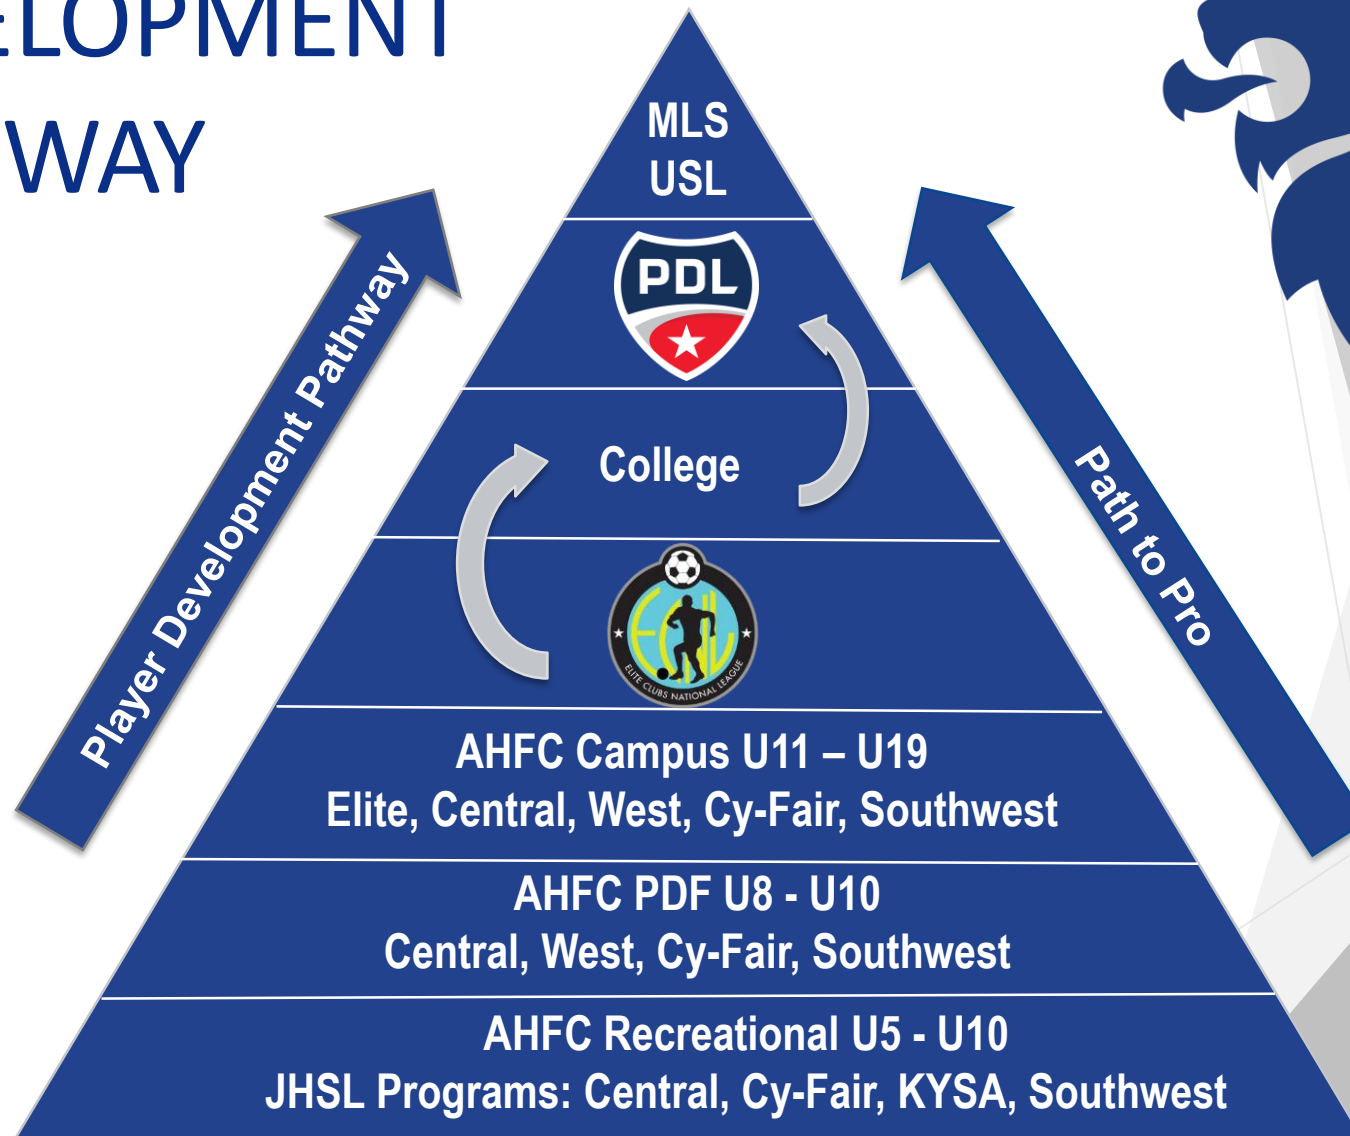 ELOPMENT
WAY
MLS
USL
PDL
Player Development Pathway
Path to Pro
College
ECNL
ELITE CLUBS NATIONAL LEAGUE
AHFC Campus U11 – U19
Elite, Central, West, Cy-Fair, Southwest
AHFC PDF U8 - U10
Central, West, Cy-Fair, Southwest
AHFC Recreational U5 - U10
JHSL Programs: Central, Cy-Fair, KYSA, Southwest